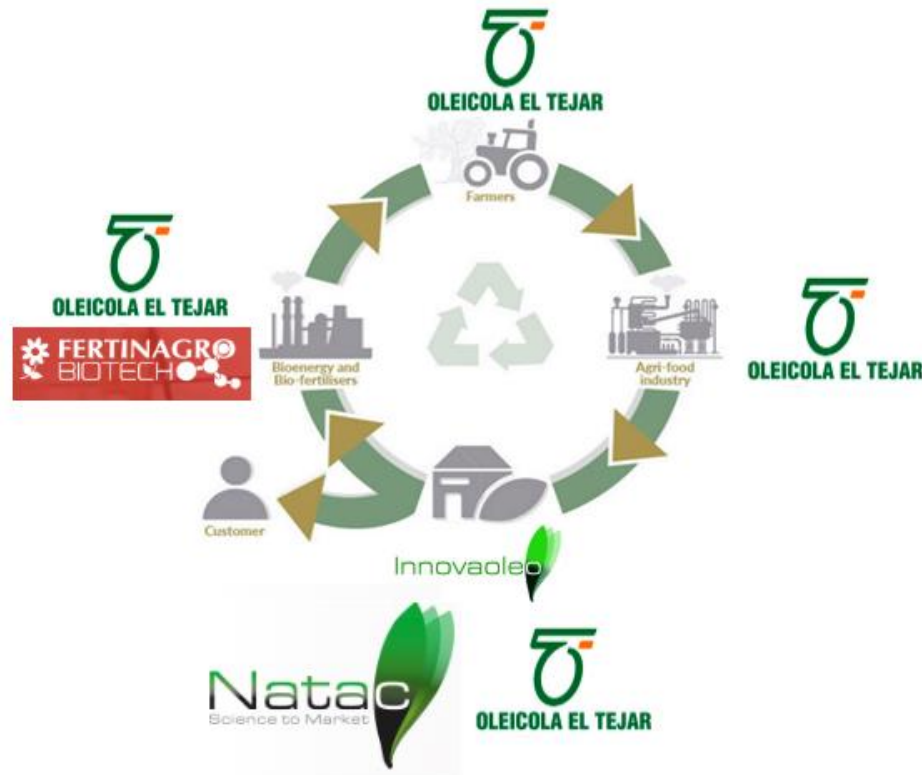 OLEICOLA EL TEJAR
Farmers
OLEICOLA EL TEJAR
FERTINAGRO
BIOTECH
Bioenergy and
Bio-fertilisers
Agri-food
industry
OLEICOLA EL TEJAR
Customer
Innovaoleo
Natac
Science to Market
OLEICOLA EL TEJAR